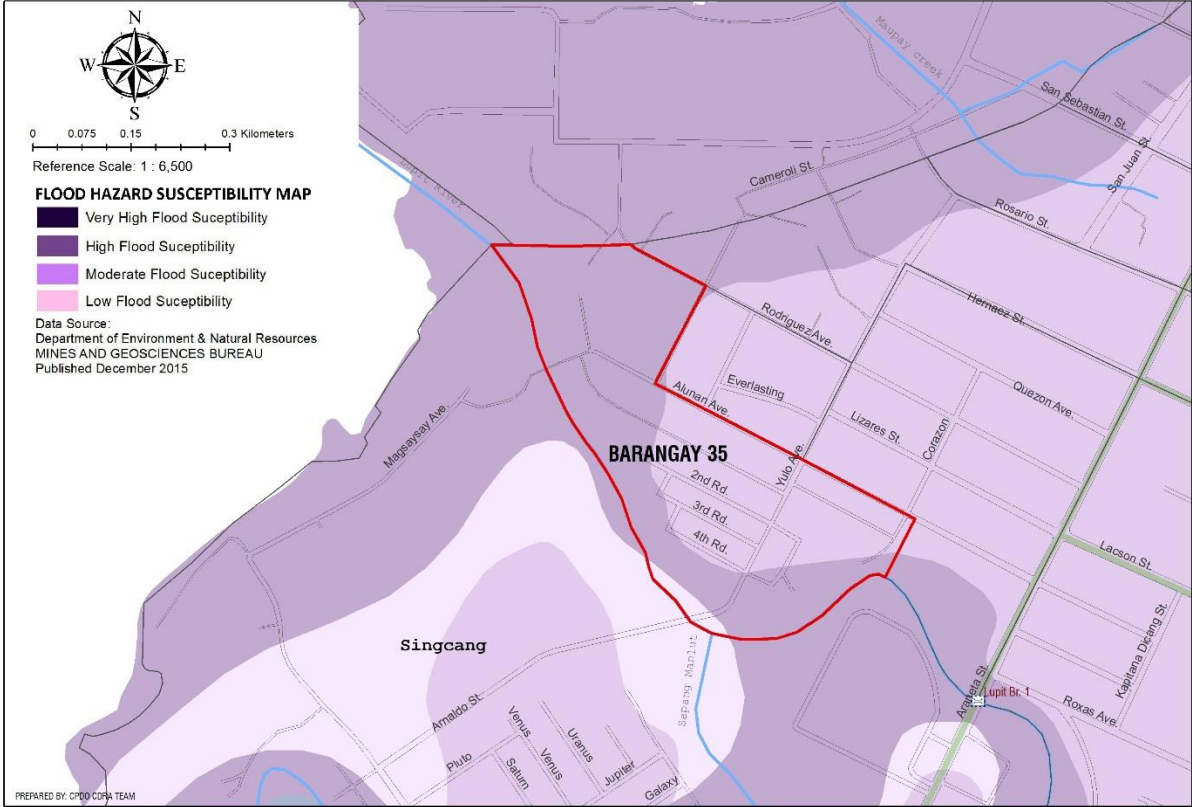 N
W
E
S
0 0.075 0.15 0.3 Kilometers
Reference Scale: 1 : 6,500
FLOOD HAZARD SUSCEPTIBILITY MAP
Very High Flood Suceptibility
High Flood Suceptibility
Moderate Flood Suceptibility
Low Flood Suceptibility
Data Source:
Department of Environment & Natural Resources
MINES AND GEOSCIENCES BUREAU
Published December 2015
Maupay creek
San Sebastian St.
San Juan St.
Cameroli St.
Rosario St.
River
Hernaez St.
Rodriguez Ave.
Quezon Ave.
Everlasting
Alunan Ave.
Lizares St.
Corazon
Magsaysay Ave.
BARANGAY 35
Yulo Ave.
2nd Rd.
3rd Rd.
4th Rd.
Lacson St.
Singcang
Sapang Manlut
Kapitana Dicang St.
Araneta St.
Lupit Br. 1
Roxas Ave.
Arnaldo St.
Pluto
Venus
Saturn
Venus
Uranus
Jupiter
Galaxy
PREPARED BY: CPDO CDRA TEAM